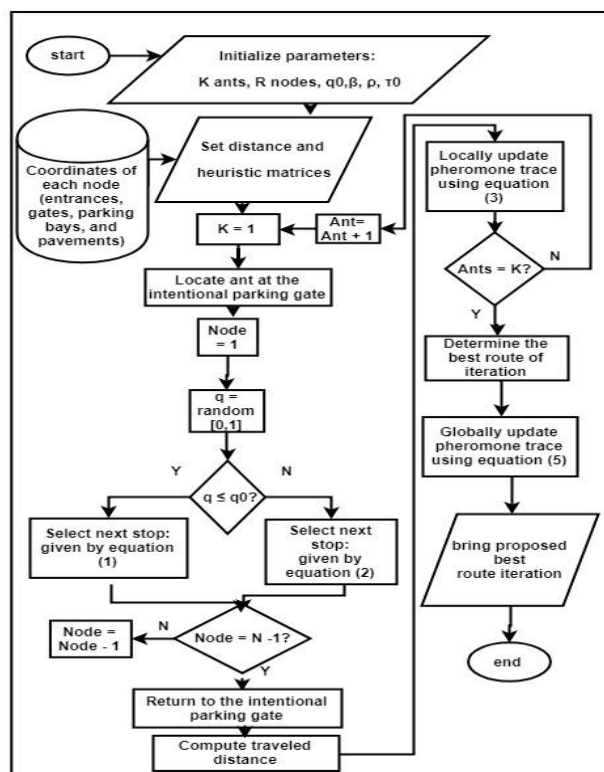 start
Initialize parameters:
K ants, R nodes, q0,β, ρ, τ0
Coordinates of
each node
(entrances,
gates, parking
bays, and
pavements)
Set distance and
heuristic matrices
K = 1
Ant=
Ant + 1
Locate ant at the
intentional parking gate
Node
= 1
q =
random
[0,1]
Y
N
q ≤ q0?
Select next stop:
given by equation
(1)
Select next
stop:
given by
equation (2)
N
Node =
Node - 1
Node = N -1?
Y
Return to the intentional
parking gate
Compute traveled
distance
Locally update
pheromone trace
using equation
(3)
Ants = K?
N
Y
Determine the
best route of
iteration
Globally update
pheromone trace
using equation (5)
bring proposed
best
route iteration
end